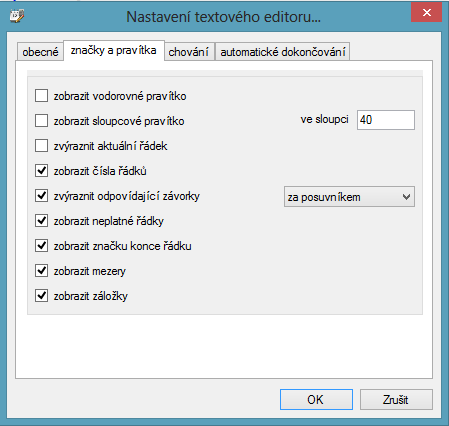 Nastavení textového editoru...
obecné značky a pravítka chování automatické dokončování
zobrazit vodorovné pravítko
zobrazit sloupcové pravítko ve sloupci 40
zvýraznit aktuální řádek
zobrazit čísla řádků
zvýraznit odpovídající závorky za posuvníkem
zobrazit neplatné řádky
zobrazit značku konce řádku
zobrazit mezery
zobrazit záložky
OK Zrušit